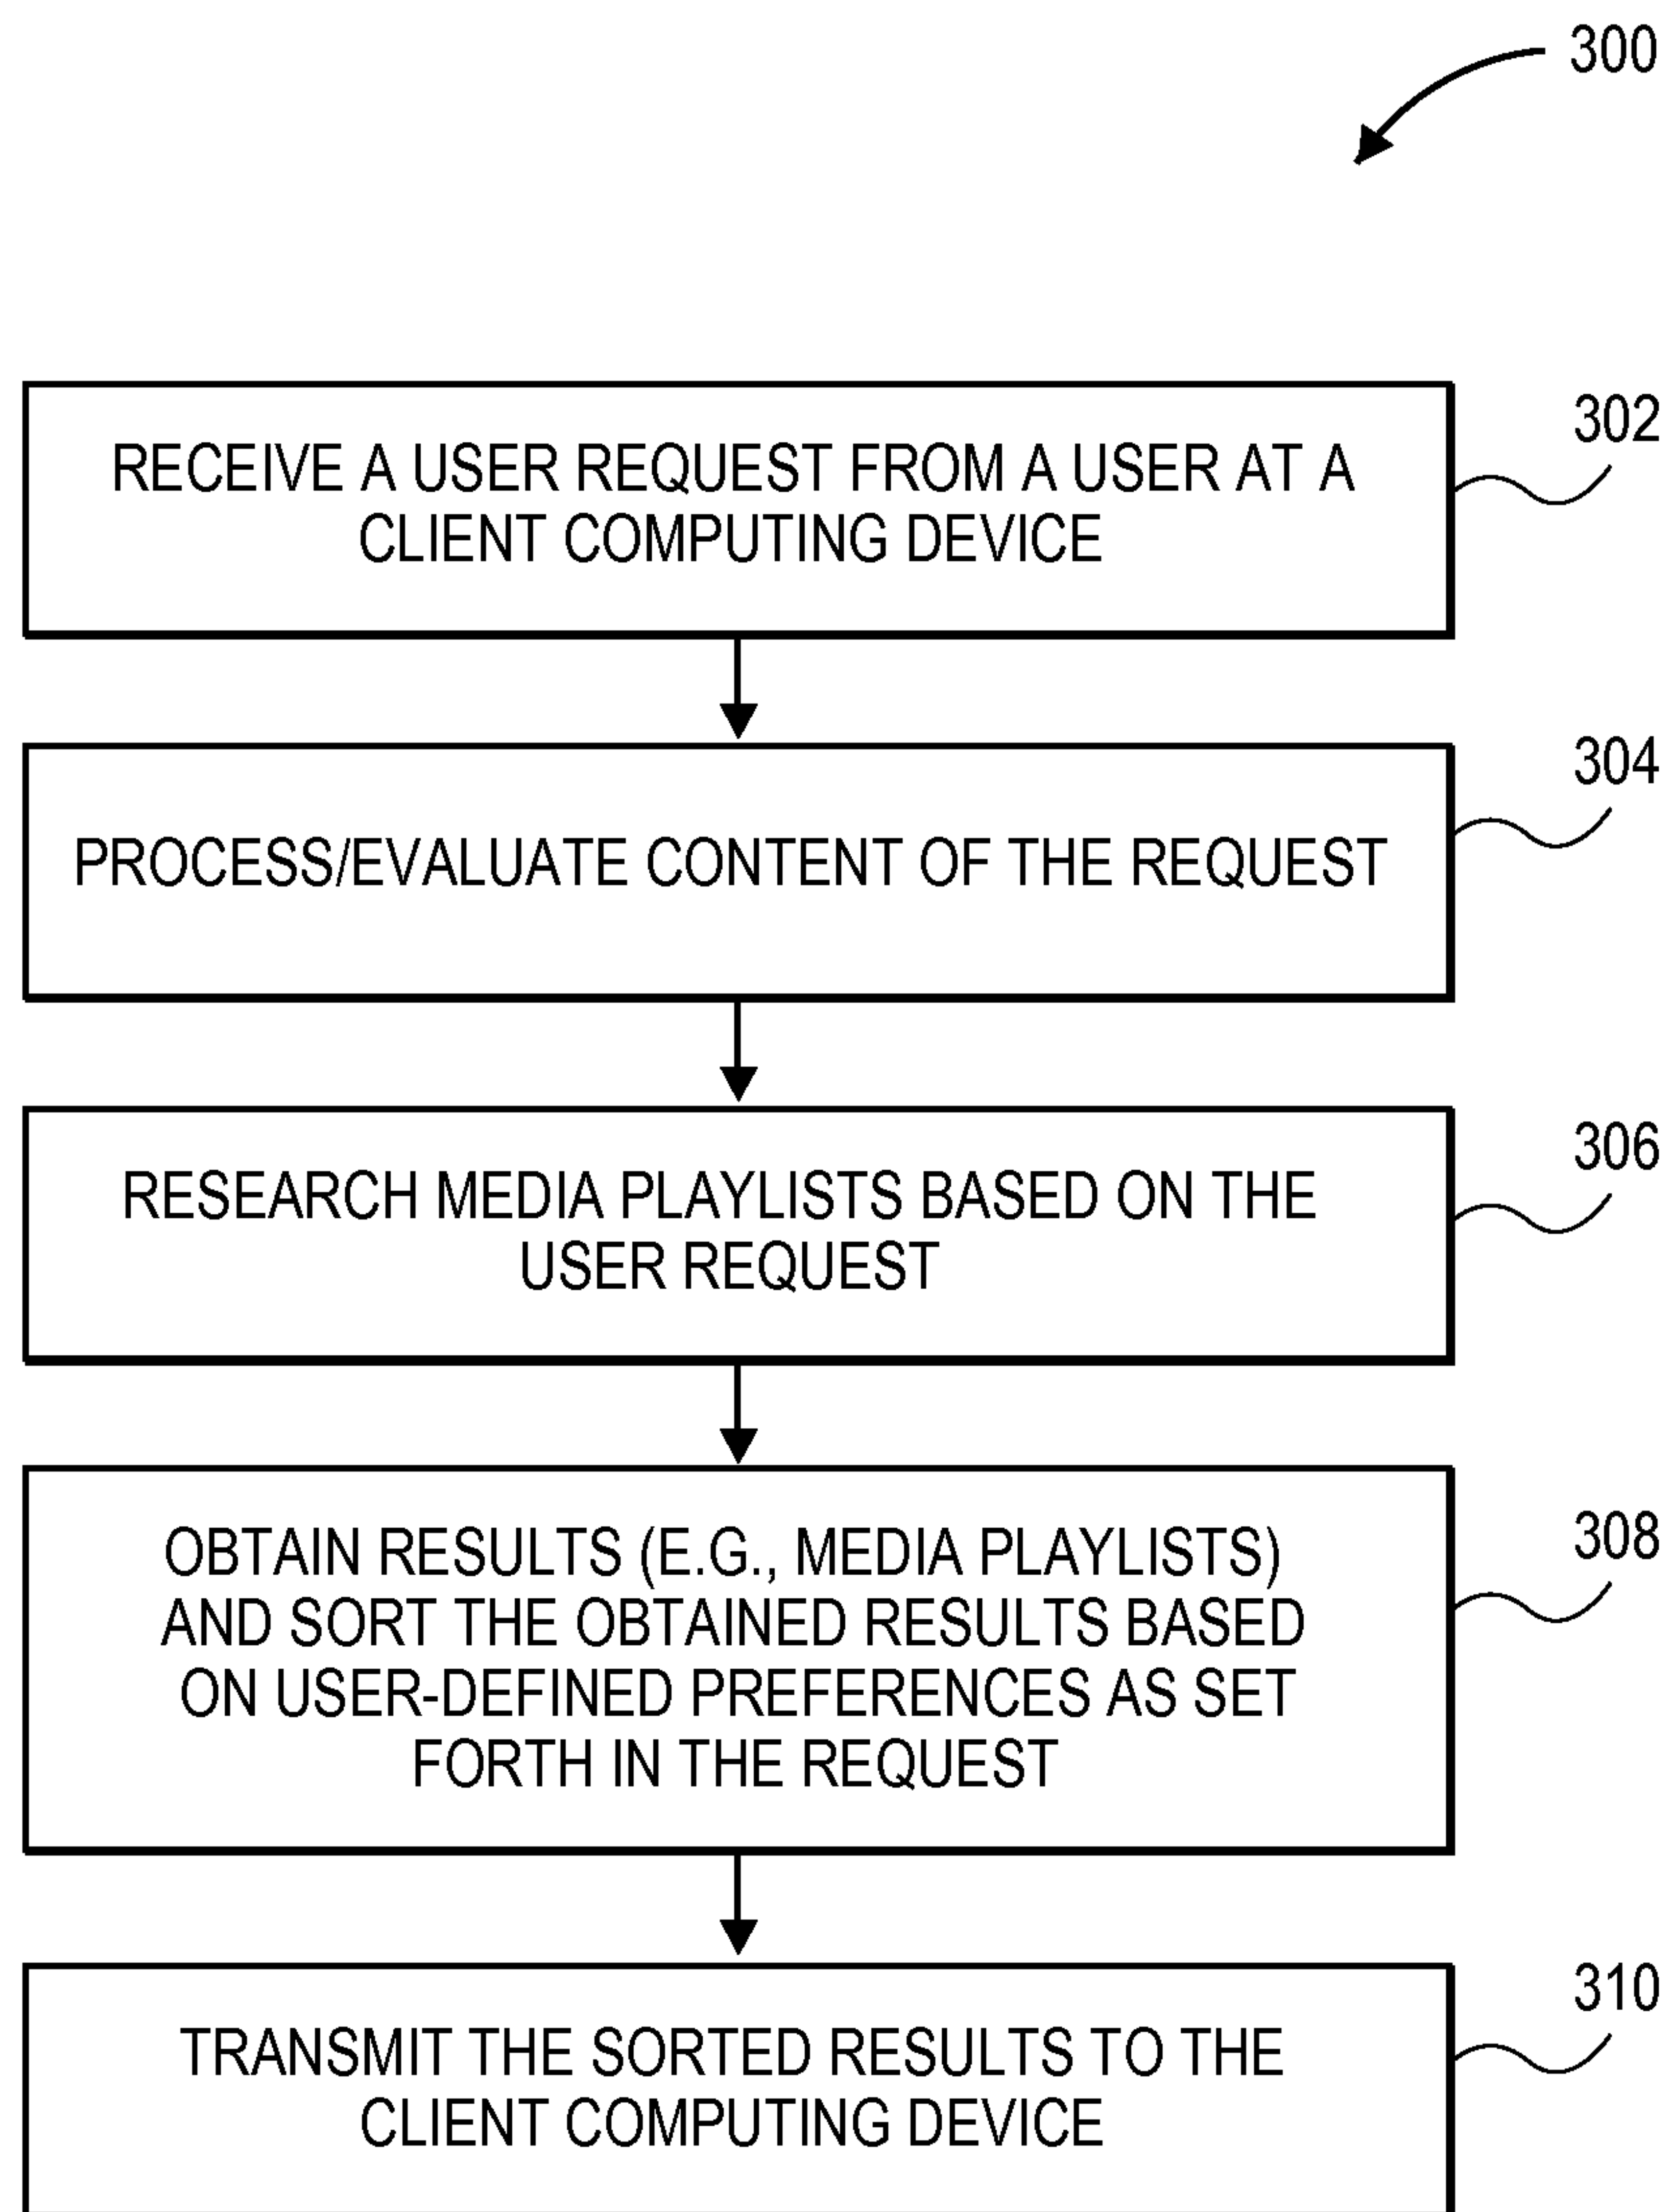 300
302
RECEIVE A USER REQUEST FROM A USER AT A
CLIENT COMPUTING DEVICE
304
PROCESS/EVALUATE CONTENT OF THE REQUEST
306
RESEARCH MEDIA PLAYLISTS BASED ON THE
USER REQUEST
308
OBTAIN RESULTS (E.G., MEDIA PLAYLISTS)
AND SORT THE OBTAINED RESULTS BASED
ON USER-DEFINED PREFERENCES AS SET
FORTH IN THE REQUEST
310
TRANSMIT THE SORTED RESULTS TO THE
CLIENT COMPUTING DEVICE